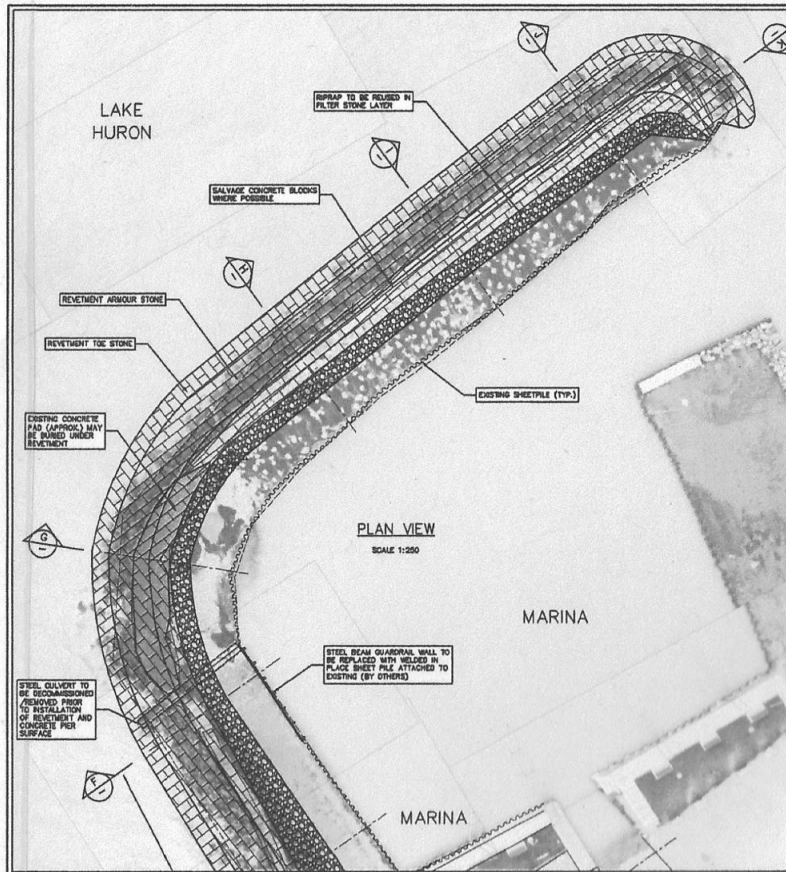 LAKE
HURON
J
K
RIPRAP TO BE REUSED IN
FILTER STONE LAYER
I
SALVAGE CONCRETE BLOCKS
WHERE POSSIBLE
H
REVETMENT ARMOUR STONE
REVETMENT TOE STONE
EXISTING SHEETPILE (TYP.)
EXISTING CONCRETE
PAD (APPROX.) MAY
BE BURIED UNDER
REVETMENT
G
PLAN VIEW
SCALE 1:250
MARINA
STEEL BEAM GUARDRAIL WALL TO
BE REPLACED WITH WELDED IN
PLACE SHEET PILE ATTACHED TO
EXISTING (BY OTHERS)
STEEL CULVERT TO
BE DECOMMISSIONED
/REMOVED PRIOR
TO INSTALLATION
OF REVETMENT AND
CONCRETE PIER
SURFACE
F
MARINA